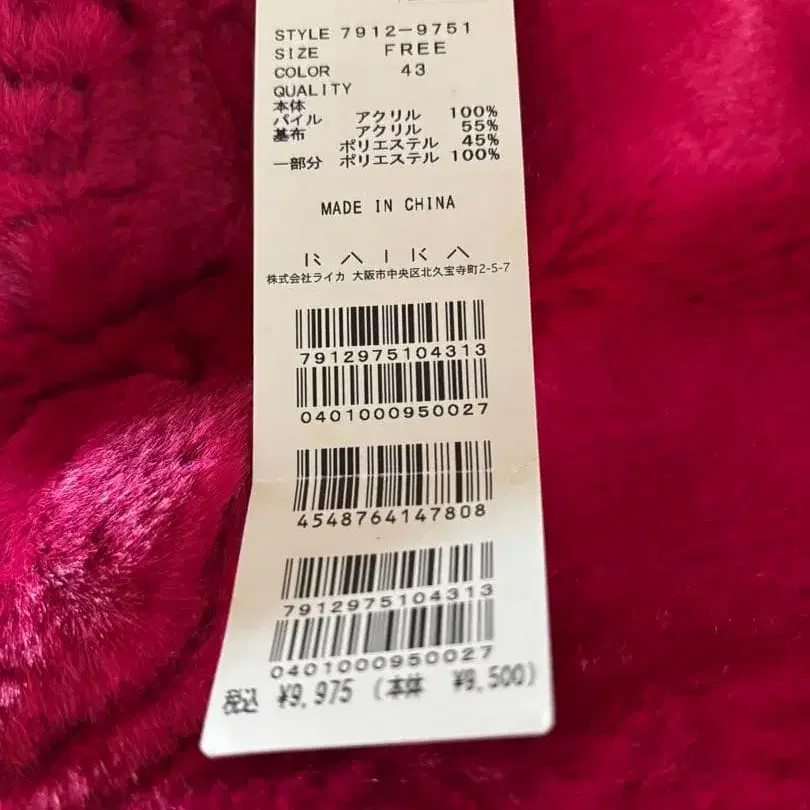 STYLE 7912-9751
SIZE FREE
COLOR 43
QUALITY
本体
パイル アクリル 100%
基布 アクリル 55%
ポリエステル 45%
一部分 ポリエステル 100%
MADE IN CHINA
RAIKA
株式会社ライカ 大阪市中央区北久宝寺町2-5-7
7912975104313
0401000950027
4548764147808
7912975104313
0401000950027
税込 ¥9,975 (本体 ¥9,500)